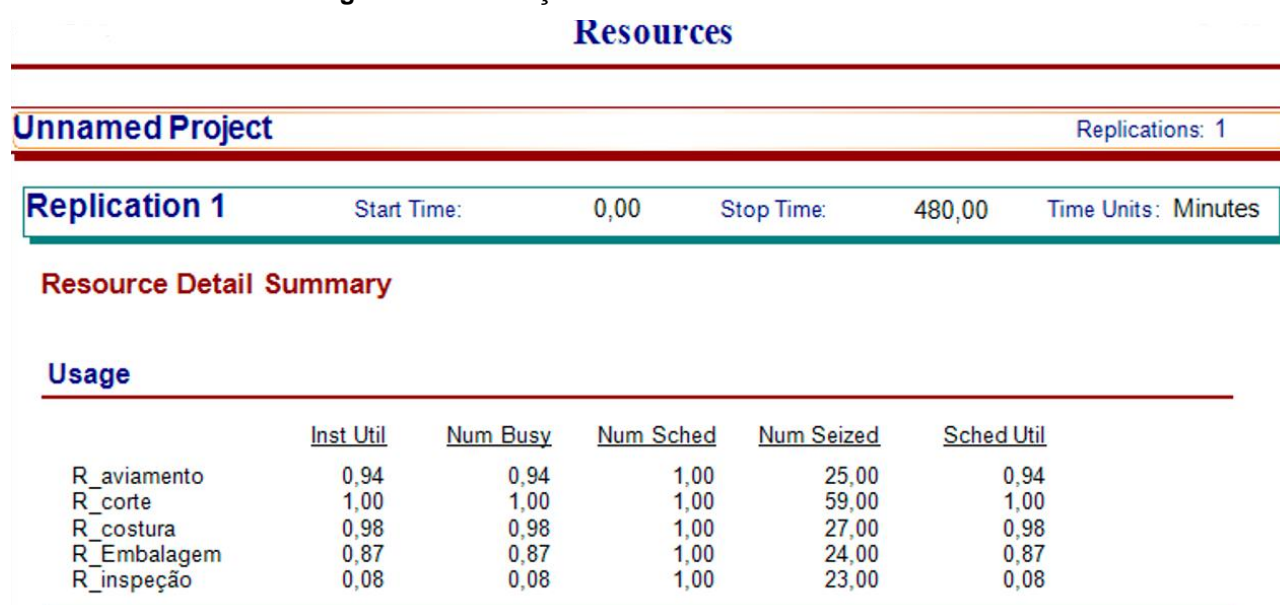 Resources
Unnamed Project Replications: 1
Replication 1 Start Time: 0,00 Stop Time: 480,00 Time Units: Minutes
Resource Detail Summary
Usage
Inst Util Num Busy Num Sched Num Seized Sched Util
R_aviamento 0,94 0,94 1,00 25,00 0,94
R_corte 1,00 1,00 1,00 59,00 1,00
R_costura 0,98 0,98 1,00 27,00 0,98
R_Embalagem 0,87 0,87 1,00 24,00 0,87
R_inspeção 0,08 0,08 1,00 23,00 0,08